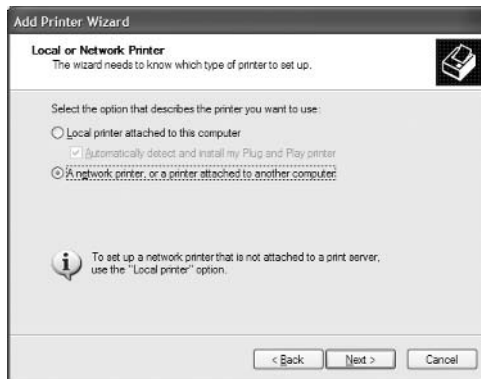 Add Printer Wizard
Local or Network Printer
The wizard needs to know which type of printer to set up.
Select the option that describes the printer you want to use:
Local printer attached to this computer
Automatically detect and install my Plug and Play printer
A network printer, or a printer attached to another computer
To set up a network printer that is not attached to a print server,
use the "Local printer" option.
< Back
Next >
Cancel